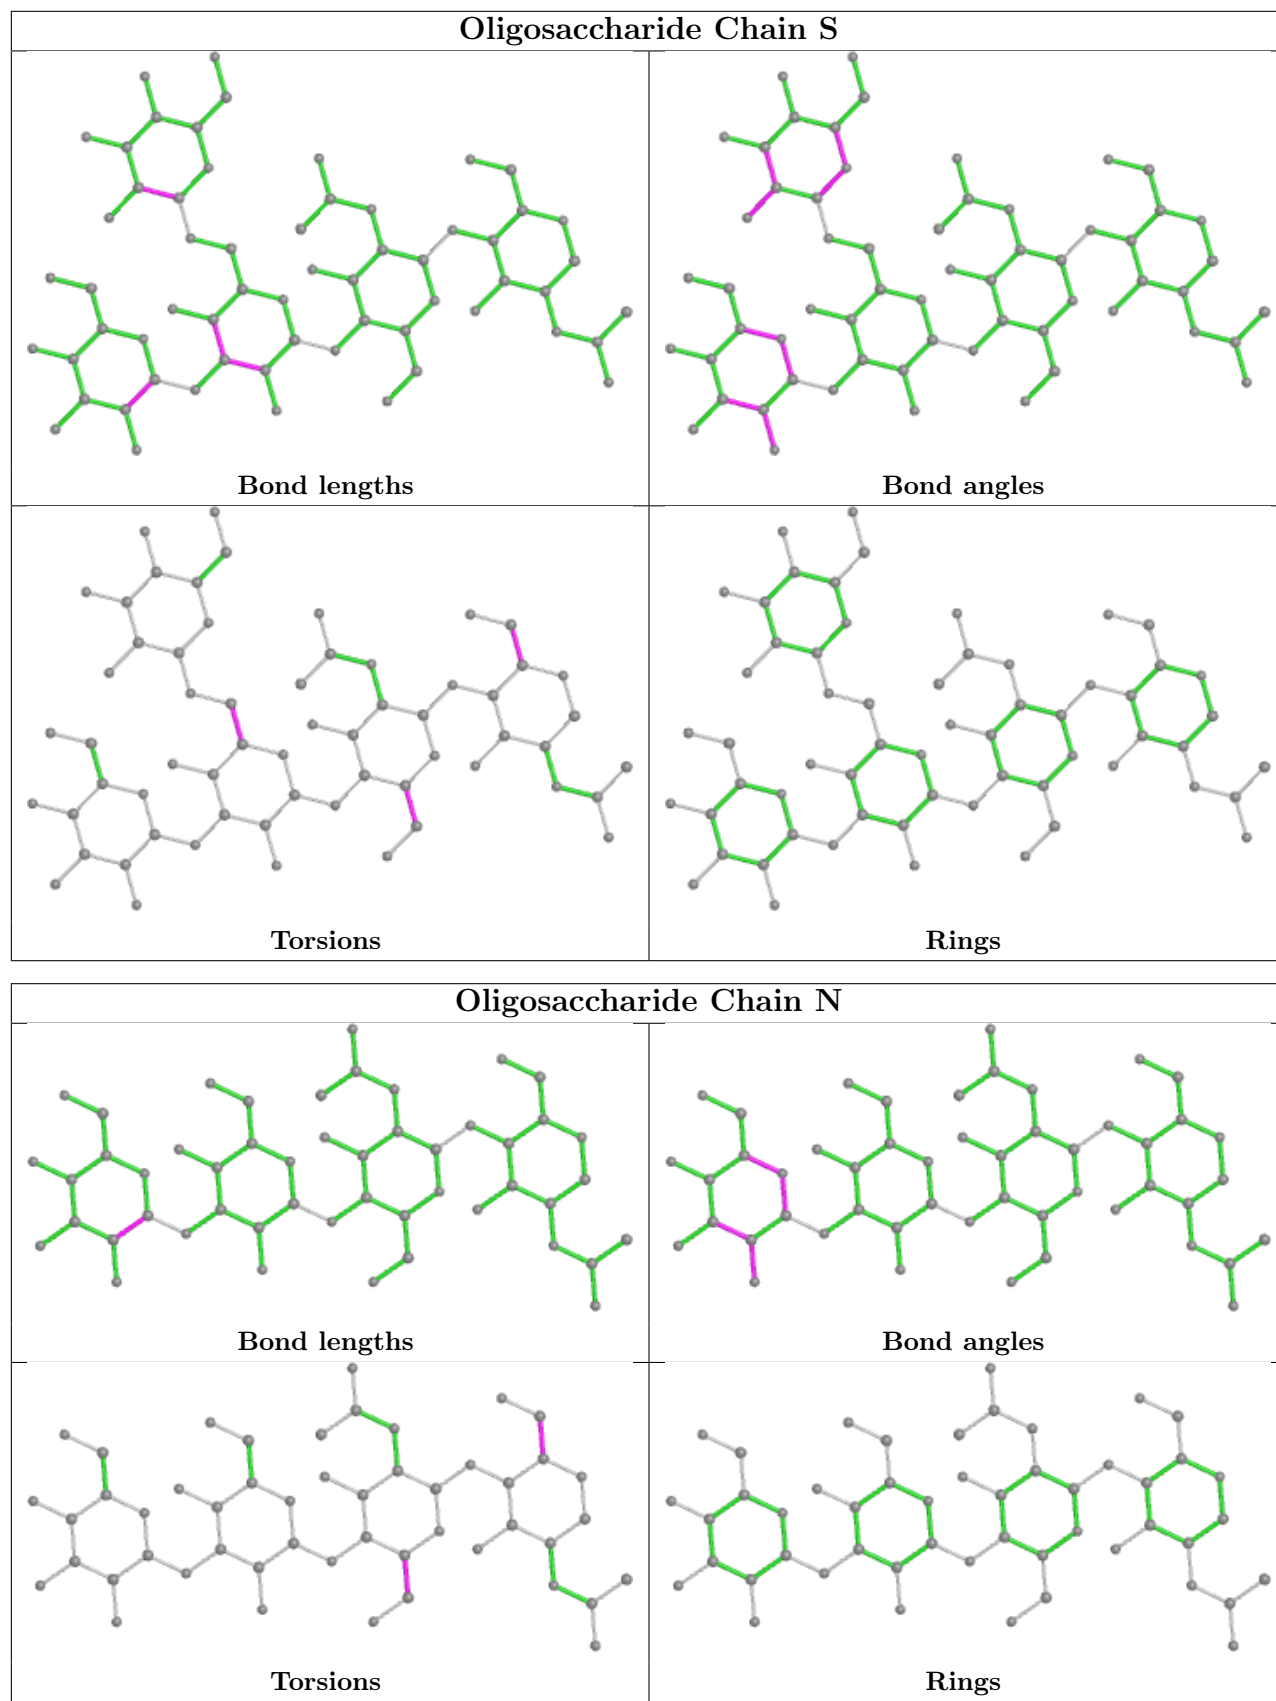 Oligosaccharide Chain S
Bond lengths
Bond angles
Torsions
Rings
Oligosaccharide Chain N
Bond lengths
Bond angles
Torsions
Rings